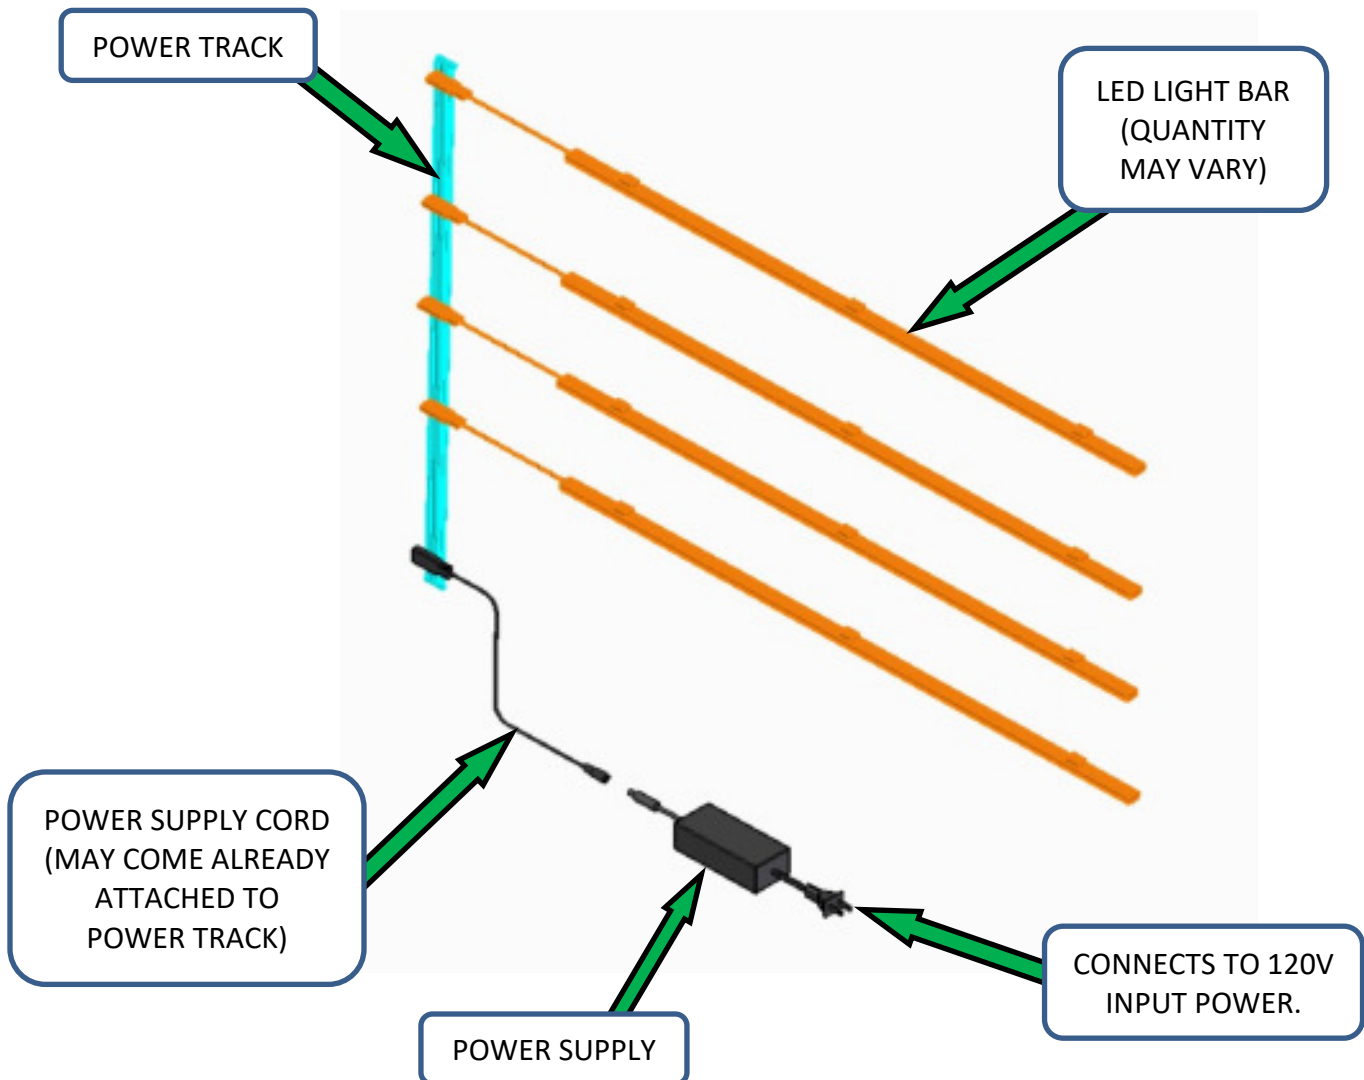 POWER TRACK
LED LIGHT BAR
(QUANTITY
MAY VARY)
POWER SUPPLY CORD
(MAY COME ALREADY
ATTACHED TO
POWER TRACK)
CONNECTS TO 120V
INPUT POWER.
POWER SUPPLY